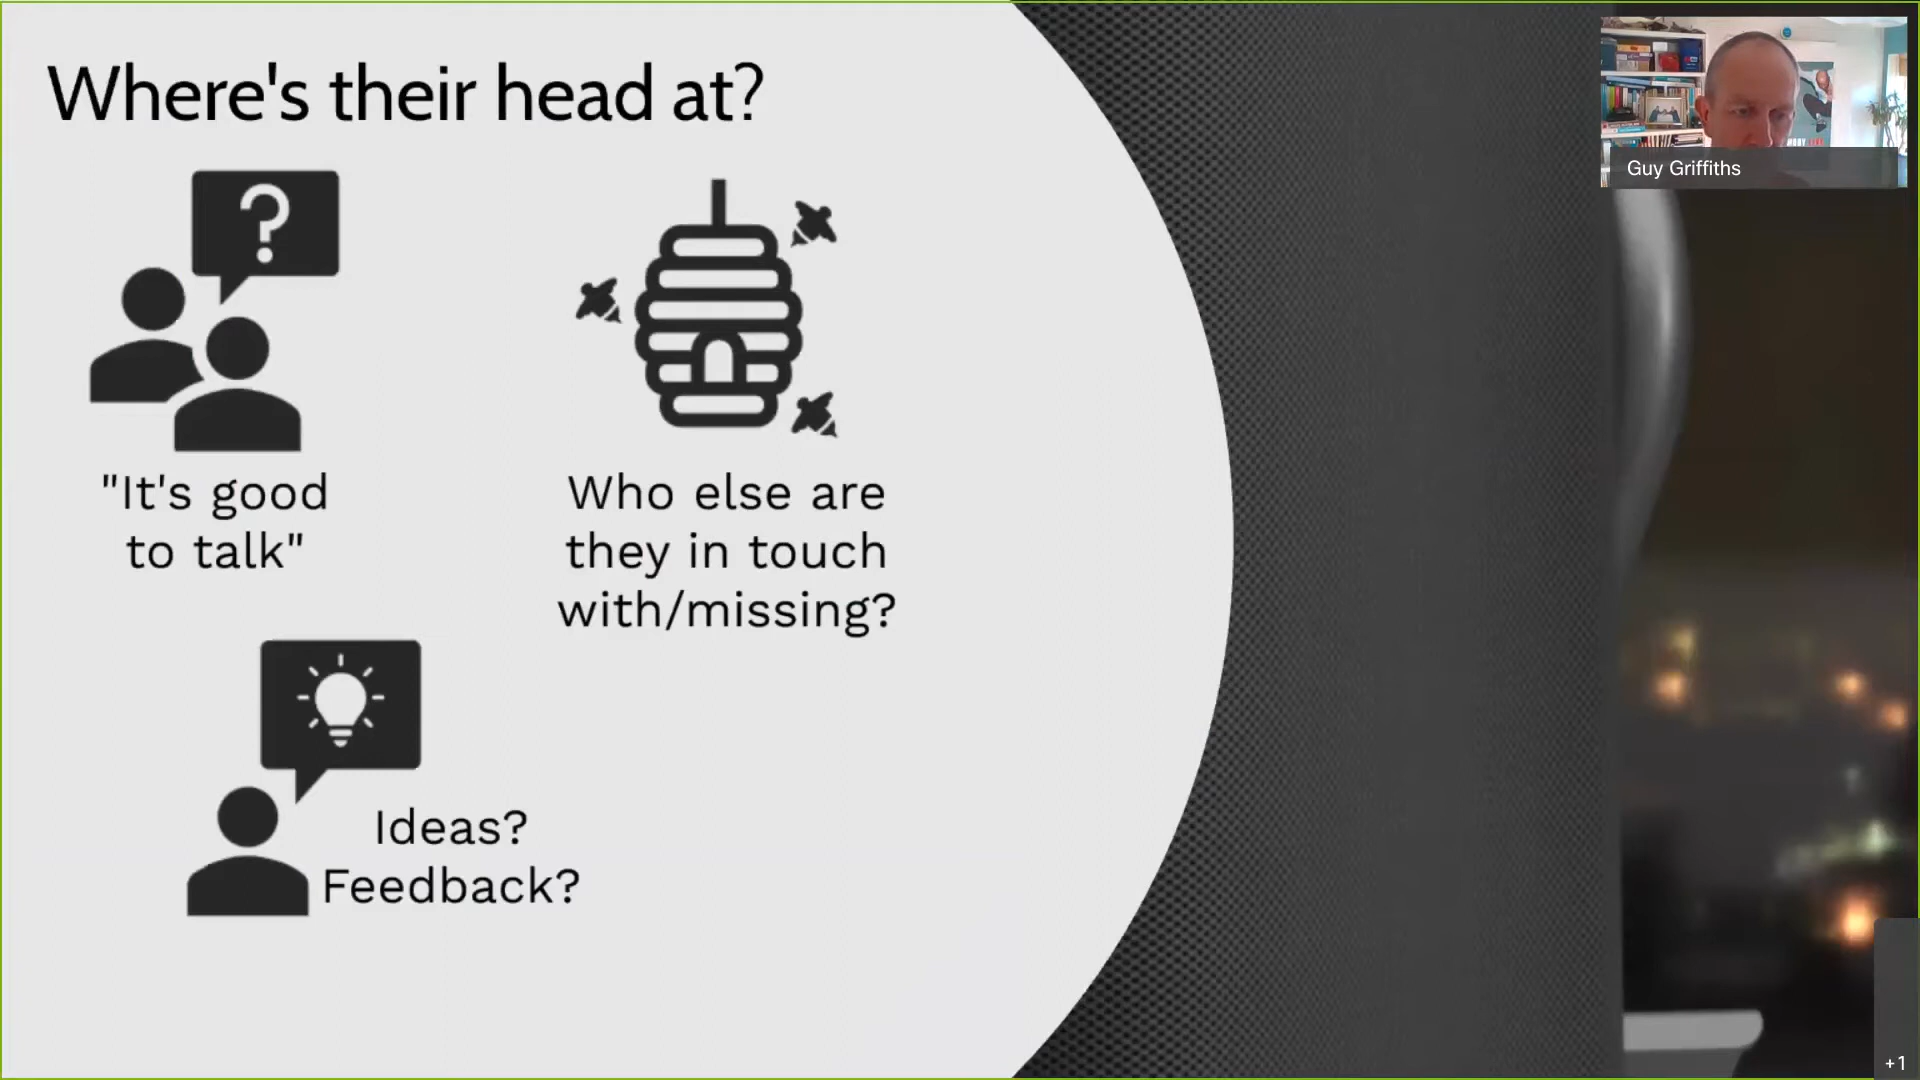 Where's their head at?
?
"It's good
to talk"
Who else are
they in touch
with/missing?
Ideas?
Feedback?
Guy Griffiths
+1